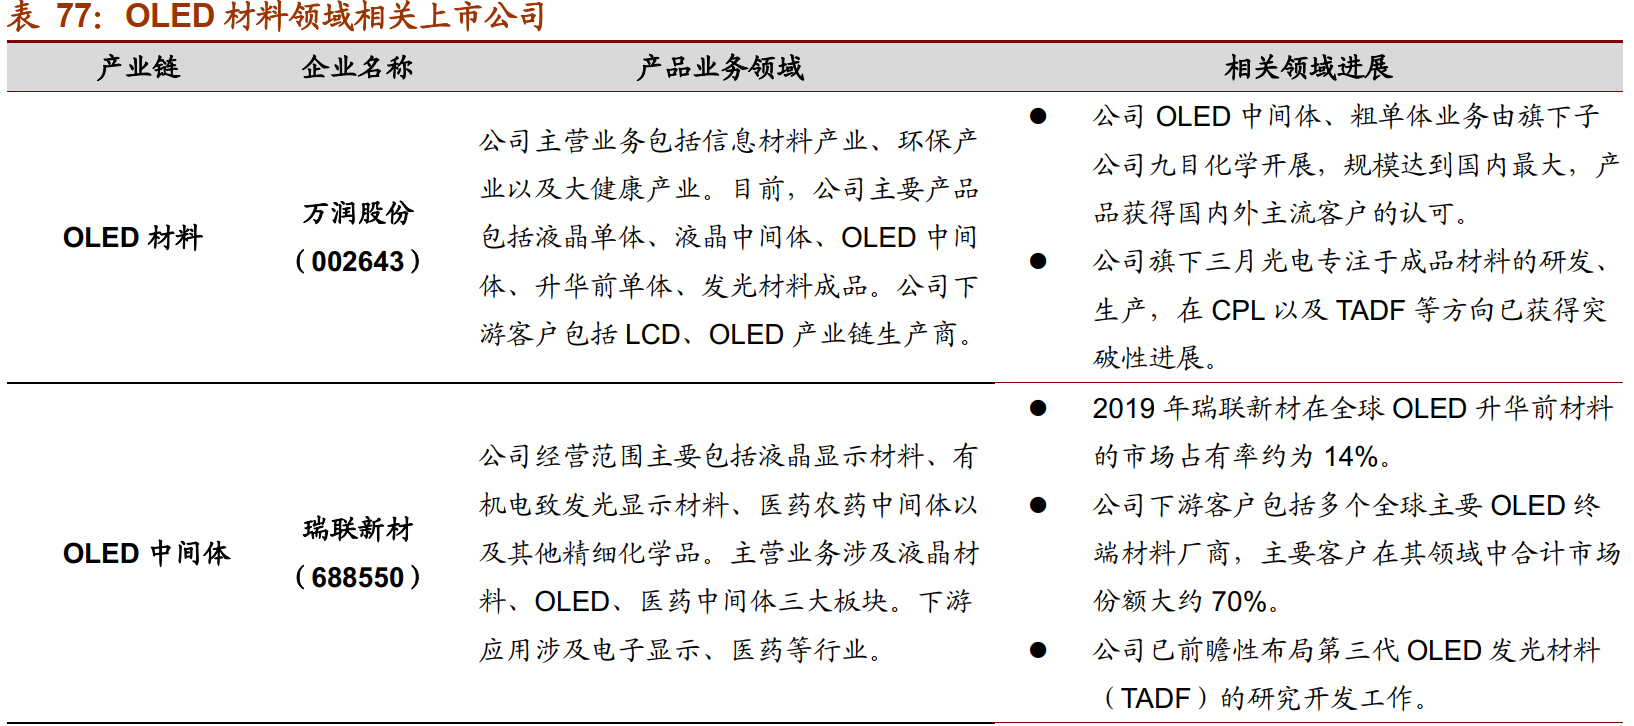 表 77：OLED 材料领域相关上市公司
产业链 企业名称 产品业务领域 相关领域进展
OLED 材料
万润股份
（002643）
公司主营业务包括信息材料产业、环保产
业以及大健康产业。目前，公司主要产品
包括液晶单体、液晶中间体、OLED 中间
体、升华前单体、发光材料成品。公司下
游客户包括 LCD、OLED 产业链生产商。
● 公司 OLED 中间体、粗单体业务由旗下子
公司九目化学开展，规模达到国内最大，产
品获得国内外主流客户的认可。
● 公司旗下三月光电专注于成品材料的研发、
生产，在 CPL 以及 TADF 等方向已获得突
破性进展。
OLED 中间体
瑞联新材
（688550）
公司经营范围主要包括液晶显示材料、有
机电致发光显示材料、医药农药中间体以
及其他精细化学品。主营业务涉及液晶材
料、OLED、医药中间体三大板块。下游
应用涉及电子显示、医药等行业。
● 2019 年瑞联新材在全球 OLED 升华前材料
的市场占有率约为 14%。
● 公司下游客户包括多个全球主要 OLED 终
端材料厂商，主要客户在其领域中合计市场
份额大约 70%。
● 公司已前瞻性布局第三代 OLED 发光材料
（TADF）的研究开发工作。